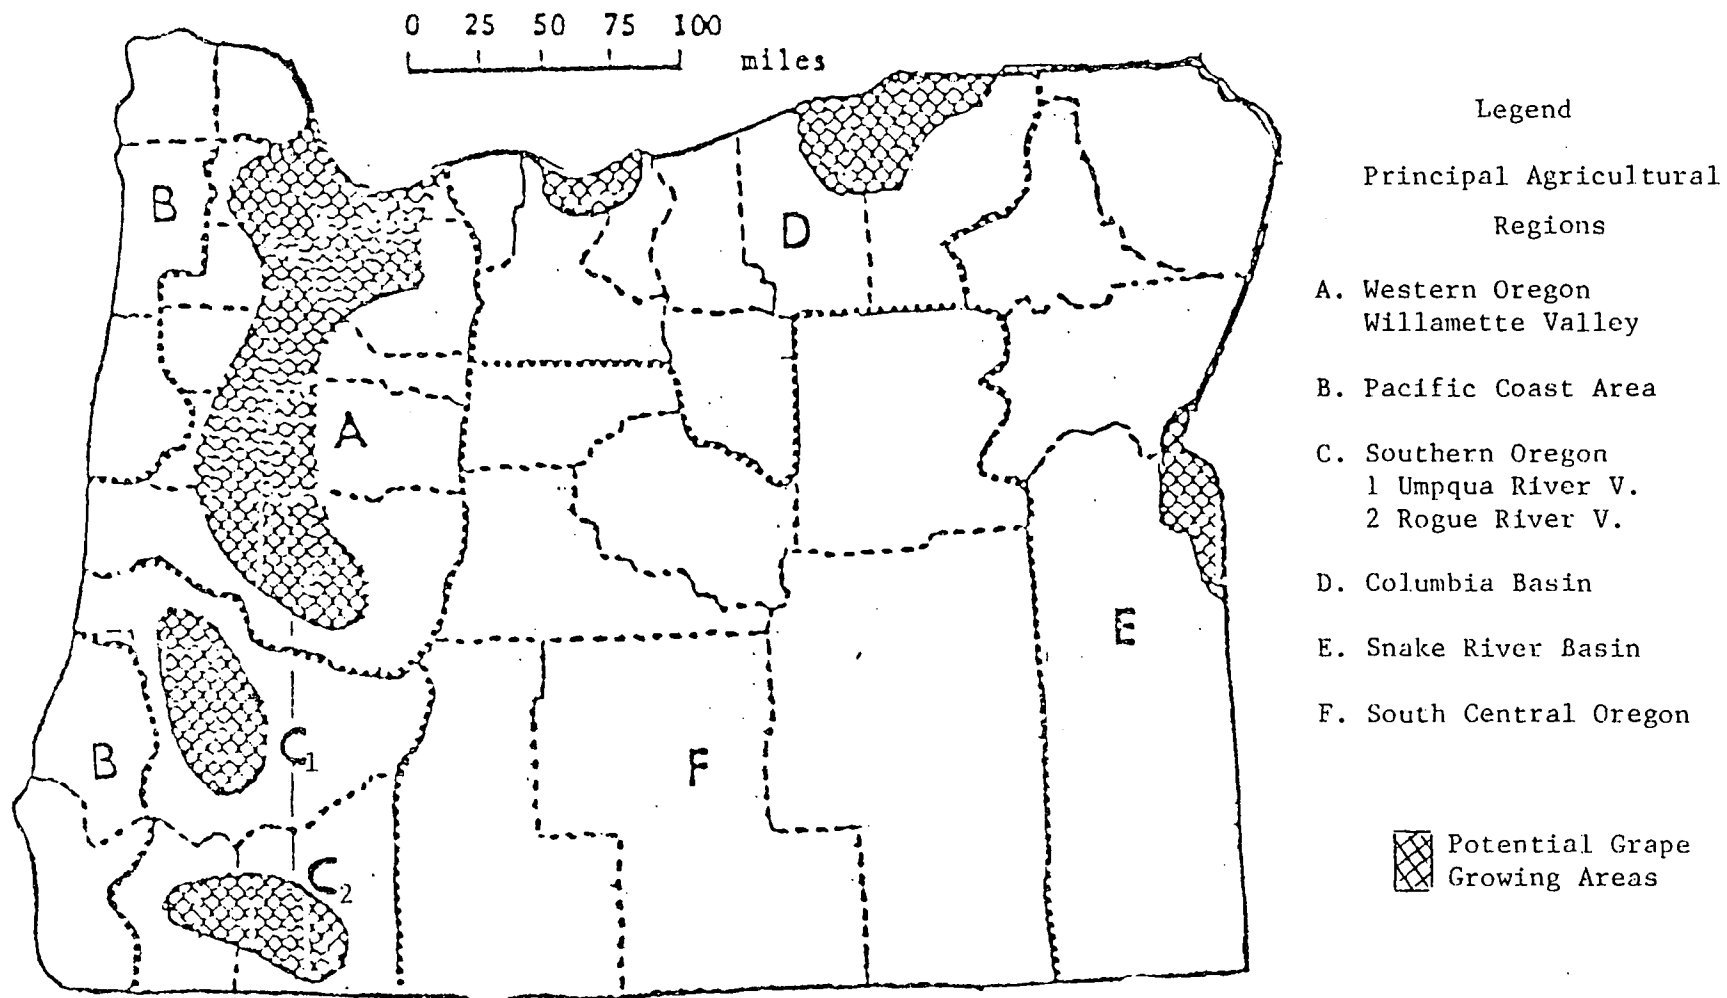 0 25 50 75 100
miles
B
D
A
E
B
C1
F
C2
Legend
Principal Agricultural
Regions
A. Western Oregon
Willamette Valley
B. Pacific Coast Area
C. Southern Oregon
1 Umpqua River V.
2 Rogue River V.
D. Columbia Basin
E. Snake River Basin
F. South Central Oregon
Potential Grape
Growing Areas